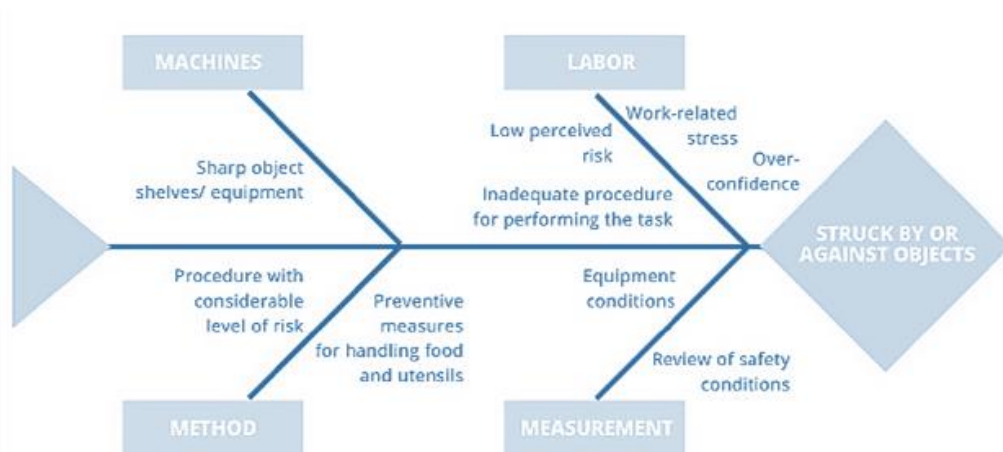 MACHINES
LABOR
Low perceived
risk
Work-related
stress
Over-
confidence
Sharp object
shelves/ equipment
Inadequate procedure
for performing the task
STRUCK BY OR
AGAINST OBJECTS
Procedure with
considerable
level of risk
Preventive
measures
for handling food
and utensils
Equipment
conditions
Review of safety
conditions
METHOD
MEASUREMENT